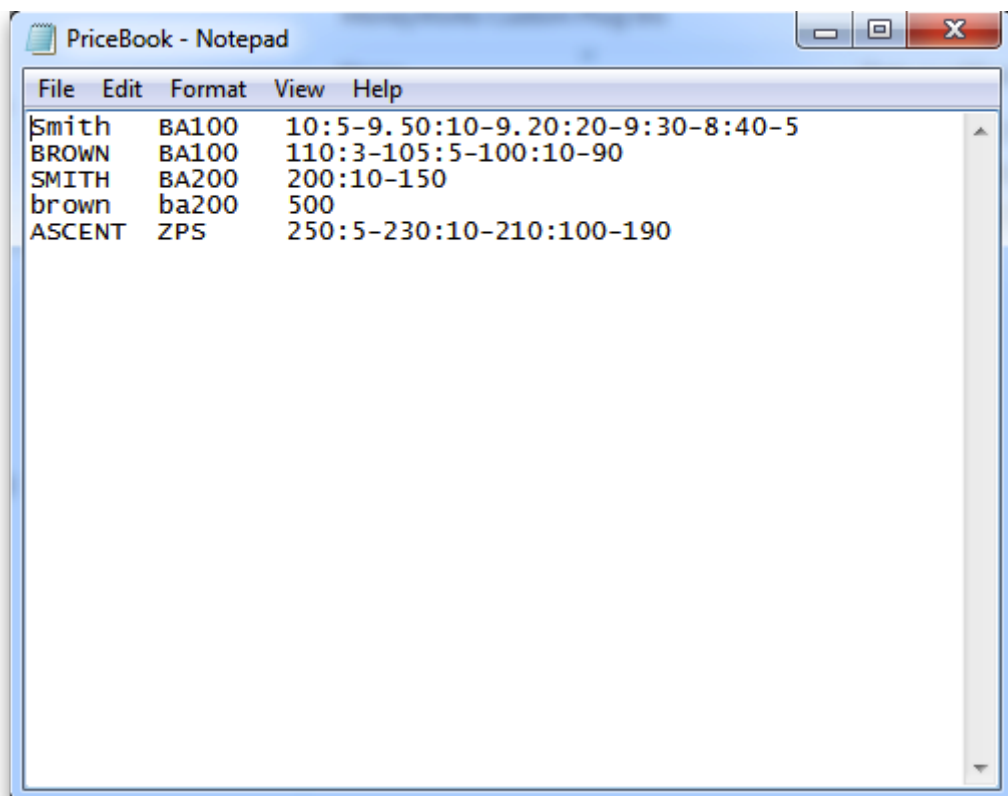 PriceBook - Notepad
File Edit Format View Help
Smith BA100 10:5-9.50:10-9.20:20-9:30-8:40-5
BROWN BA100 110:3-105:5-100:10-90
SMITH BA200 200:10-150
brown ba200 500
ASCENT ZPS 250:5-230:10-210:100-190